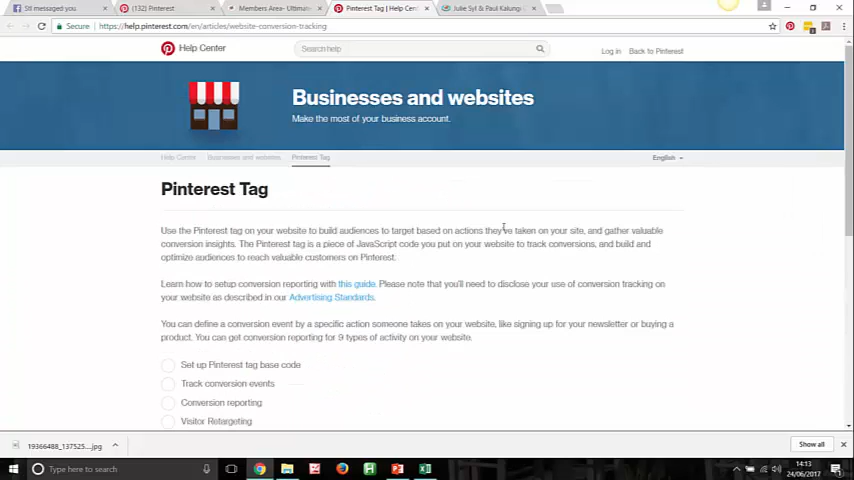 Stl messaged you
(132) Pinterest
Members Area- Ultimate
Pinterest Tag | Help Cen
Julie Syl & Paul Kalungi
Secure
https://help.pinterest.com/en/articles/website-conversion-tracking
Help Center
Search help
Log in
Back to Pinterest
Businesses and websites
Make the most of your business account.
Help Center
Businesses and websites
Pinterest Tag
English
Pinterest Tag
Use the Pinterest tag on your website to build audiences to target based on actions they've taken on your site, and gather valuable
conversion insights. The Pinterest tag is a piece of JavaScript code you put on your website to track conversions, and build and
optimize audiences to reach valuable customers on Pinterest.
Learn how to setup conversion reporting with this guide. Please note that you'll need to disclose your use of conversion tracking on
your website as described in our Advertising Standards.
You can define a conversion event by a specific action someone takes on your website, like signing up for your newsletter or buying a
product. You can get conversion reporting for 9 types of activity on your website.
Set up Pinterest tag base code
Track conversion events
Conversion reporting
Visitor Retargeting
19366488_137525....jpg
Show all
Type here to search
14:13
24/06/2017